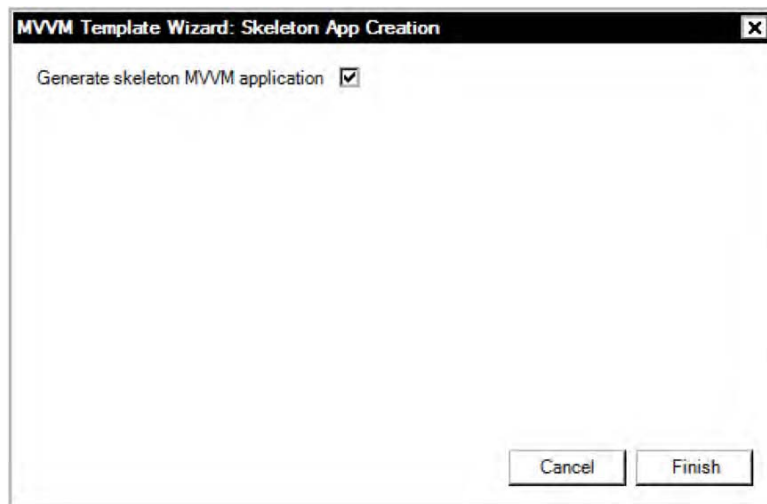 MVVM Template Wizard: Skeleton App Creation
Generate skeleton MVVM application
Cancel Finish